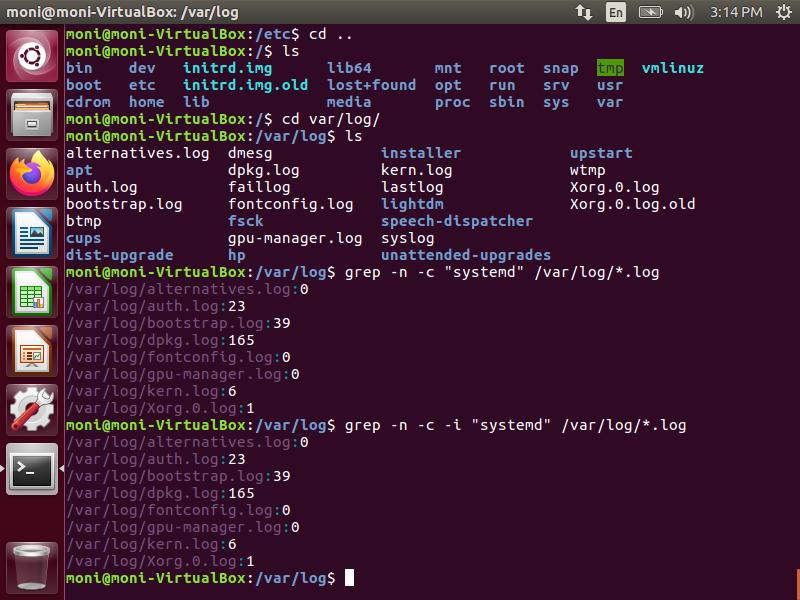 moni@moni-VirtualBox: /var/log En 3:14 PM
moni@moni-VirtualBox:/etc$ cd ..
moni@moni-VirtualBox:/$ ls
bin dev initrd.img lib64 mnt root snap tmp vmlinuz
boot etc initrd.img.old lost+found opt run srv usr
cdrom home lib media proc sbin sys var
moni@moni-VirtualBox:/$ cd var/log/
moni@moni-VirtualBox:/var/log$ ls
alternatives.log dmesg installer upstart
apt dpkg.log kern.log wtmp
auth.log faillog lastlog Xorg.0.log
bootstrap.log fontconfig.log lightdm Xorg.0.log.old
btmp fsck speech-dispatcher
cups gpu-manager.log syslog
dist-upgrade hp unattended-upgrades
moni@moni-VirtualBox:/var/log$ grep -n -c "systemd" /var/log/*.log
/var/log/alternatives.log:0
/var/log/auth.log:23
/var/log/bootstrap.log:39
/var/log/dpkg.log:165
/var/log/fontconfig.log:0
/var/log/gpu-manager.log:0
/var/log/kern.log:6
/var/log/Xorg.0.log:1
moni@moni-VirtualBox:/var/log$ grep -n -c -i "systemd" /var/log/*.log
/var/log/alternatives.log:0
/var/log/auth.log:23
/var/log/bootstrap.log:39
/var/log/dpkg.log:165
/var/log/fontconfig.log:0
/var/log/gpu-manager.log:0
/var/log/kern.log:6
/var/log/Xorg.0.log:1
moni@moni-VirtualBox:/var/log$